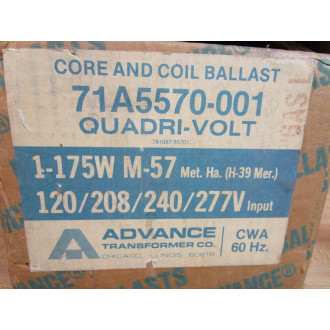 CORE AND COIL BALLAST
71A5570-001
QUADRI-VOLT
1-175W M-57 Met. Ha. (H-39 Mer.)
120/208/240/277V Input
ADVANCE
TRANSFORMER CO.
CHICAGO, ILLINOIS 60618
CWA
60 Hz.